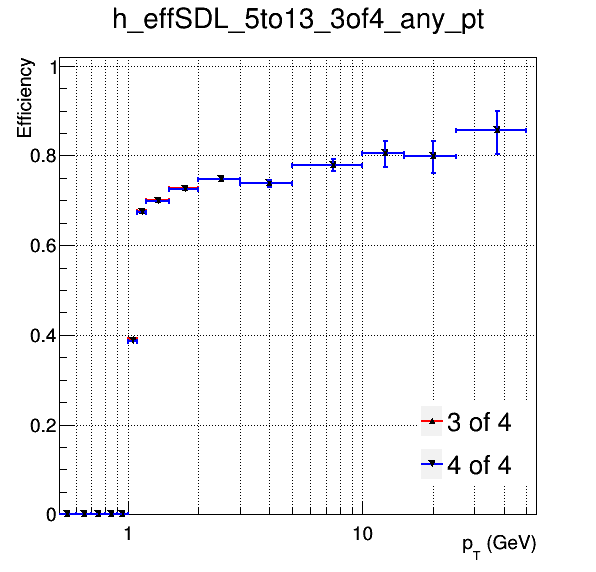 h_effSDL_5to13_3of4_any_pt
Efficiency
1
0.8
0.6
0.4
0.2
0
3 of 4
4 of 4
1 10
p_T (GeV)